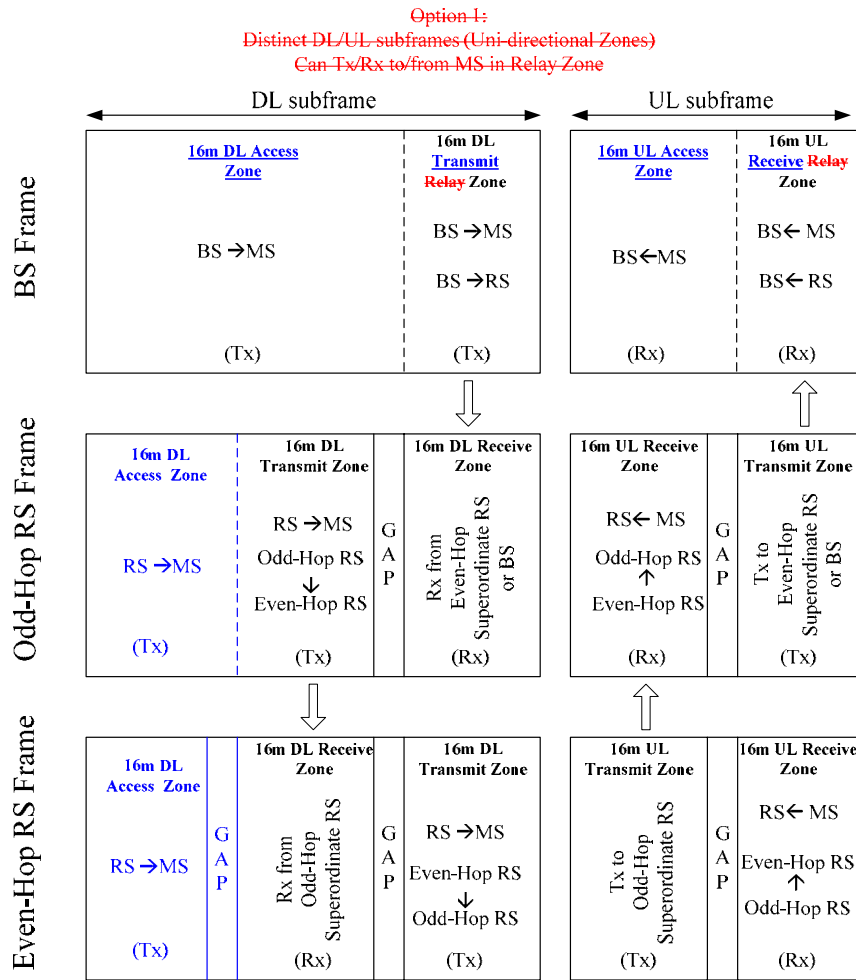 Option 1:
Distinct DL/UL subframes (Uni-directional Zones)
Can Tx/Rx to/from MS in Relay Zone
DL subframe
UL subframe
BS Frame
16m DL Access
Zone
BS →MS
(Tx)
16m DL
Transmit
Relay Zone
BS →MS
BS →RS
(Tx)
16m UL Access
Zone
BS←MS
(Rx)
16m UL
Receive Relay
Zone
BS← MS
BS← RS
(Rx)
Odd-Hop RS Frame
16m DL
Access Zone
RS →MS
(Tx)
16m DL
Transmit Zone
RS →MS
Odd-Hop RS
↓
Even-Hop RS
(Tx)
G
A
P
16m DL Receive
Zone
Rx from
Even-Hop
Superordinate RS
or BS
(Rx)
16m UL Receive
Zone
RS← MS
Odd-Hop RS
↑
Even-Hop RS
(Rx)
G
A
P
16m UL
Transmit Zone
Tx to
Even-Hop
Superordinate RS
or BS
(Tx)
Even-Hop RS Frame
16m DL
Access Zone
RS →MS
(Tx)
G
A
P
16m DL Receive
Zone
Rx from
Odd-Hop
Superordinate RS
(Rx)
G
A
P
16m DL
Transmit Zone
RS →MS
Even-Hop RS
↓
Odd-Hop RS
(Tx)
16m UL
Transmit Zone
Tx to
Odd-Hop
Superordinate RS
(Tx)
G
A
P
16m UL Receive
Zone
RS← MS
Even-Hop RS
↑
Odd-Hop RS
(Rx)